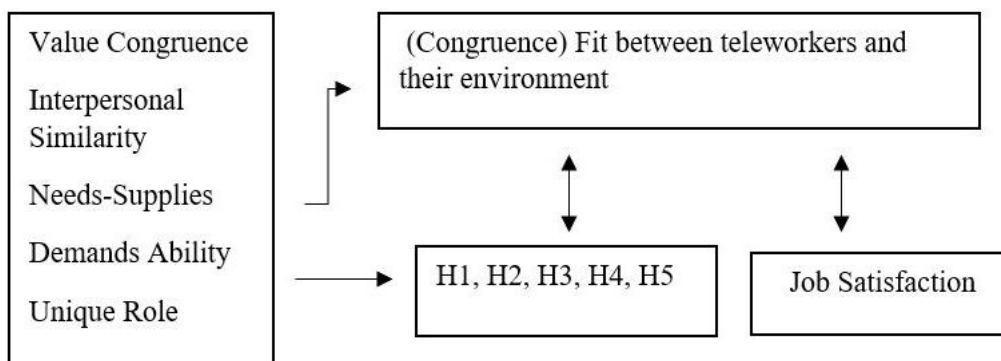 Value Congruence
Interpersonal
Similarity
Needs-Supplies
Demands Ability
Unique Role
(Congruence) Fit between teleworkers and
their environment
H1, H2, H3, H4, H5
Job Satisfaction